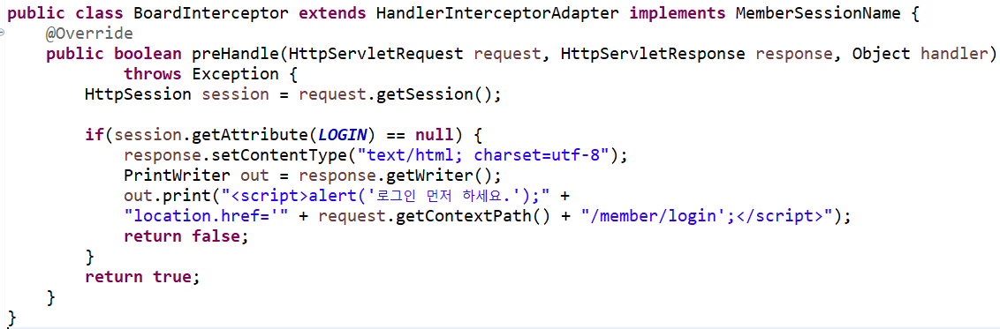 public class BoardInterceptor extends HandlerInterceptorAdapter implements MemberSessionName {
    @Override
    public boolean preHandle(HttpServletRequest request, HttpServletResponse response, Object handler)
            throws Exception {
        HttpSession session = request.getSession();

        if(session.getAttribute(LOGIN) == null) {
            response.setContentType("text/html; charset=utf-8");
            PrintWriter out = response.getWriter();
            out.print("<script>alert('로그인 먼저 하세요.');" +
            "location.href='" + request.getContextPath() + "/member/login';</script>");
            return false;
        }
        return true;
    }
}